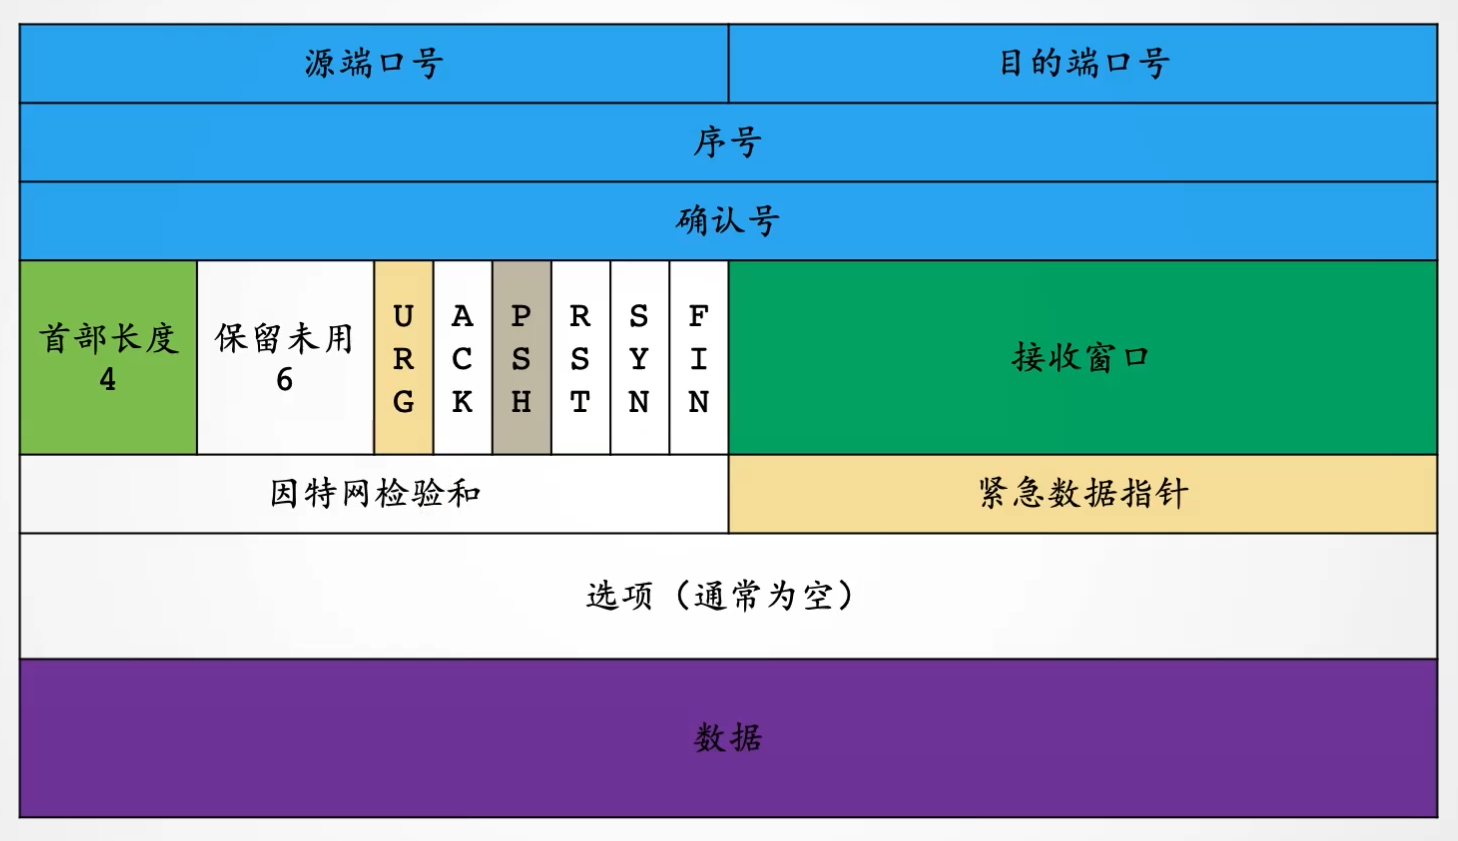 源端口号 目的端口号
序号
确认号
首部长度
4
保留未用
6
URG
ACK
PSH
RST
SYN
FIN
接收窗口
因特网检验和 紧急数据指针
选项（通常为空）
数据